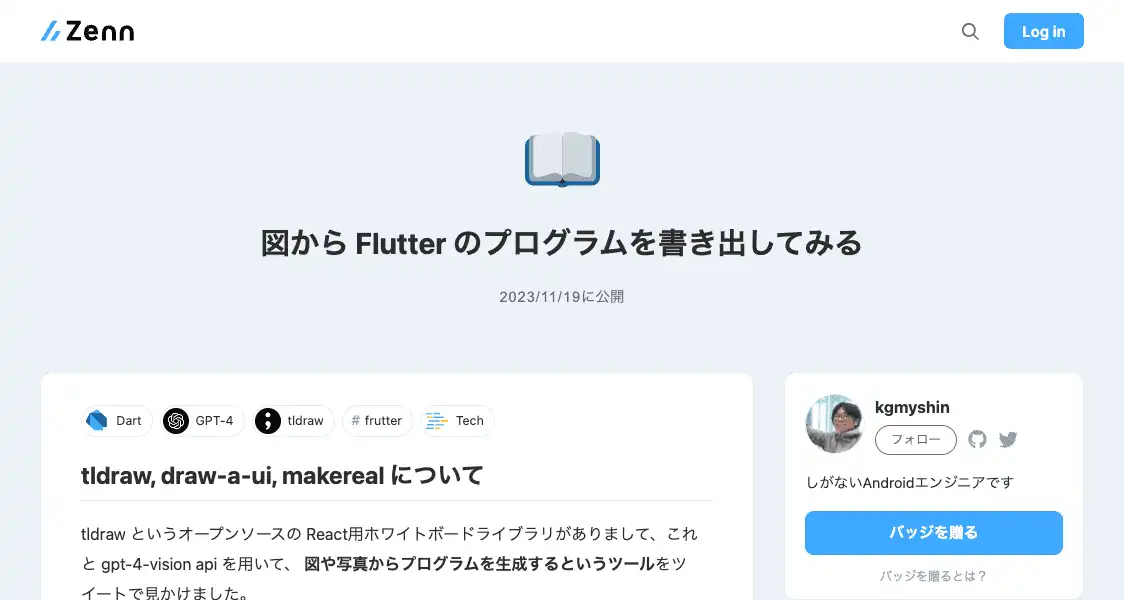 Zenn
Log in
図から Flutter のプログラムを書き出してみる
2023/11/19に公開
Dart
GPT-4
tldraw
# frutter
Tech
tldraw, draw-a-ui, makereal について
tldraw というオープンソースの React用ホワイトボードライブラリがありまして、これ
と gpt-4-vision api を用いて、 図や写真からプログラムを生成するというツールをツ
イートで見かけました。
kgmyshin
フォロー
しがないAndroidエンジニアです
バッジを贈る
バッジを贈るとは？